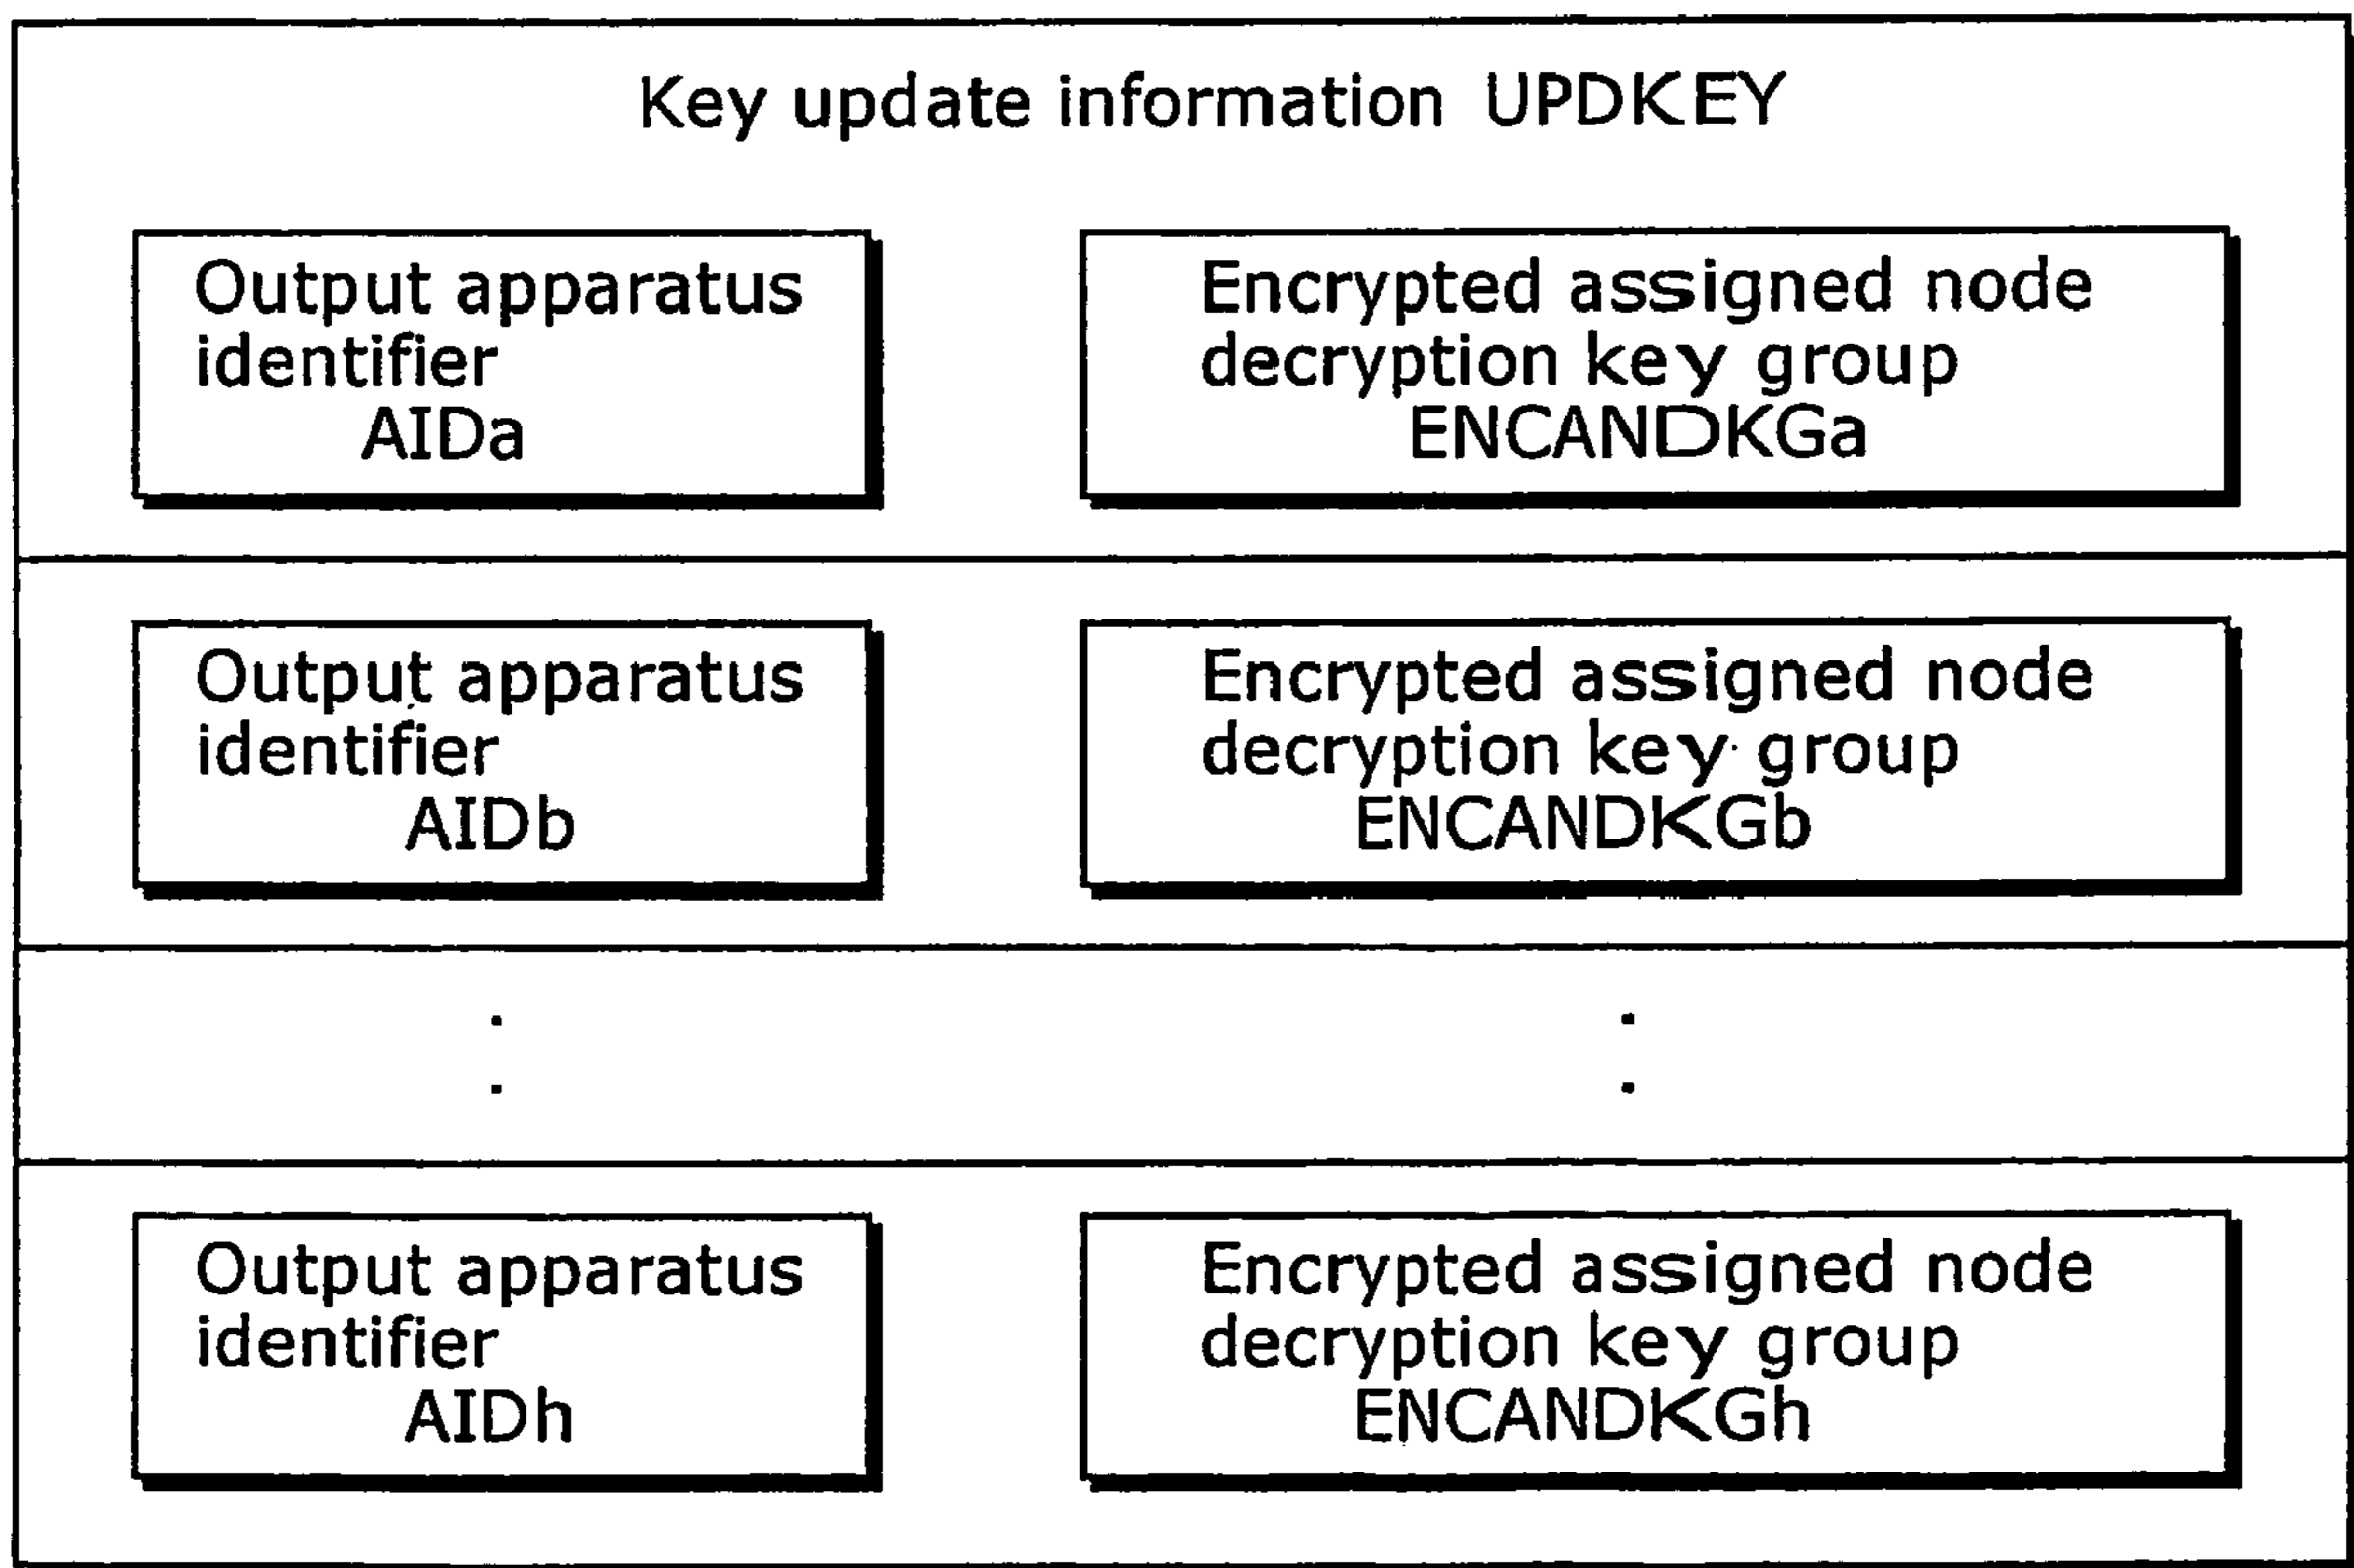 Key update information UPDKEY
Output apparatus
identifier
AIDa
Encrypted assigned node
decryption key group
ENCANDKGa
Output apparatus
identifier
AIDb
Encrypted assigned node
decryption key group
ENCANDKGb
: :
Output apparatus
identifier
AIDh
Encrypted assigned node
decryption key group
ENCANDKGh